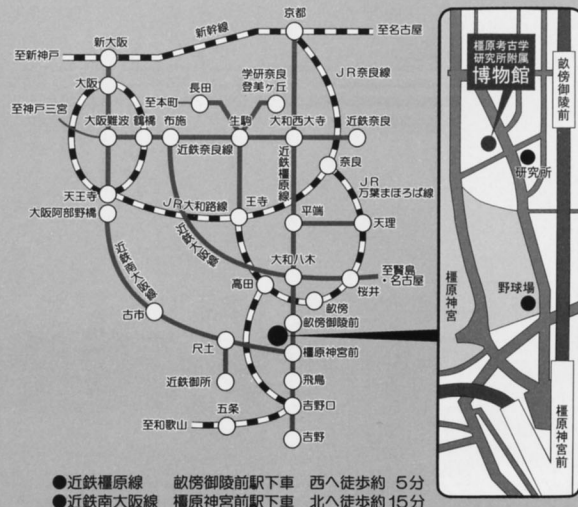 京都
至名古屋
新幹線
至新神戸
新大阪
JR奈良線
大阪
長田
学研奈良
登美ヶ丘
至本町
至神戸三宮
大阪難波
鶴橋
布施
生駒
大和西大寺
近鉄奈良
近鉄奈良線
近鉄橿原線
奈良
天王寺
JR大和路線
王寺
JR
万葉まほろば線
大阪阿部野橋
平端
天理
近鉄南大阪線
近鉄大阪線
大和八木
至賢島
・名古屋
高田
桜井
畝傍
古市
畝傍御陵前
尺土
橿原神宮前
近鉄御所
飛鳥
五条
吉野口
至和歌山
吉野
橿原考古学
研究所附属
博物館
畝傍御陵前
研究所
橿原神宮
野球場
橿原神宮前
●近鉄橿原線 畝傍御陵前駅下車 西へ徒歩約 5分
●近鉄南大阪線 橿原神宮前駅下車 北へ徒歩約15分